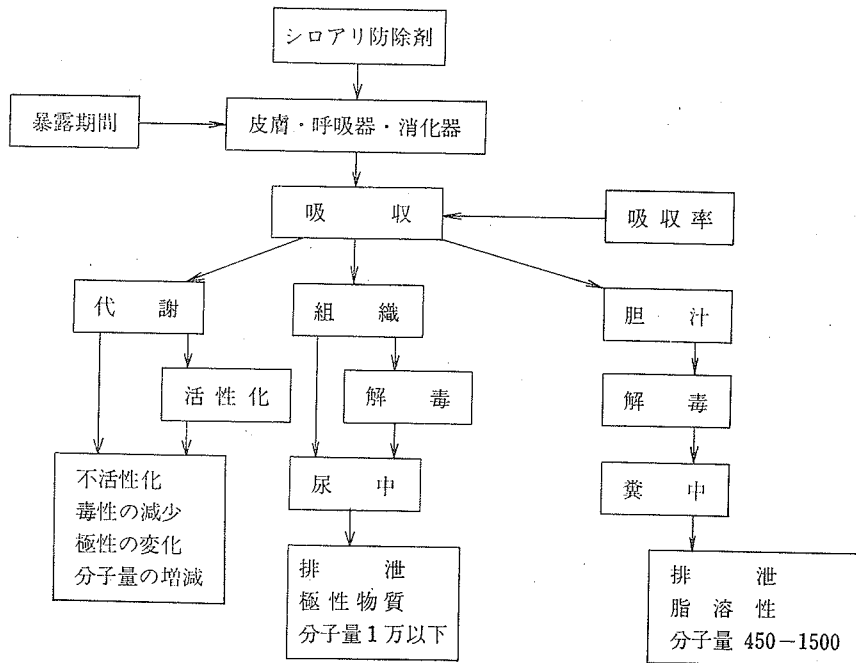 シロアリ防除剤
暴露期間
皮膚・呼吸器・消化器
吸収
吸収率
代謝
組織
胆汁
活性化
解毒
解毒
不活性化
毒性の減少
極性の変化
分子量の増減
尿中
糞中
排泄
極性物質
分子量1万以下
排泄
脂溶性
分子量 450−1500